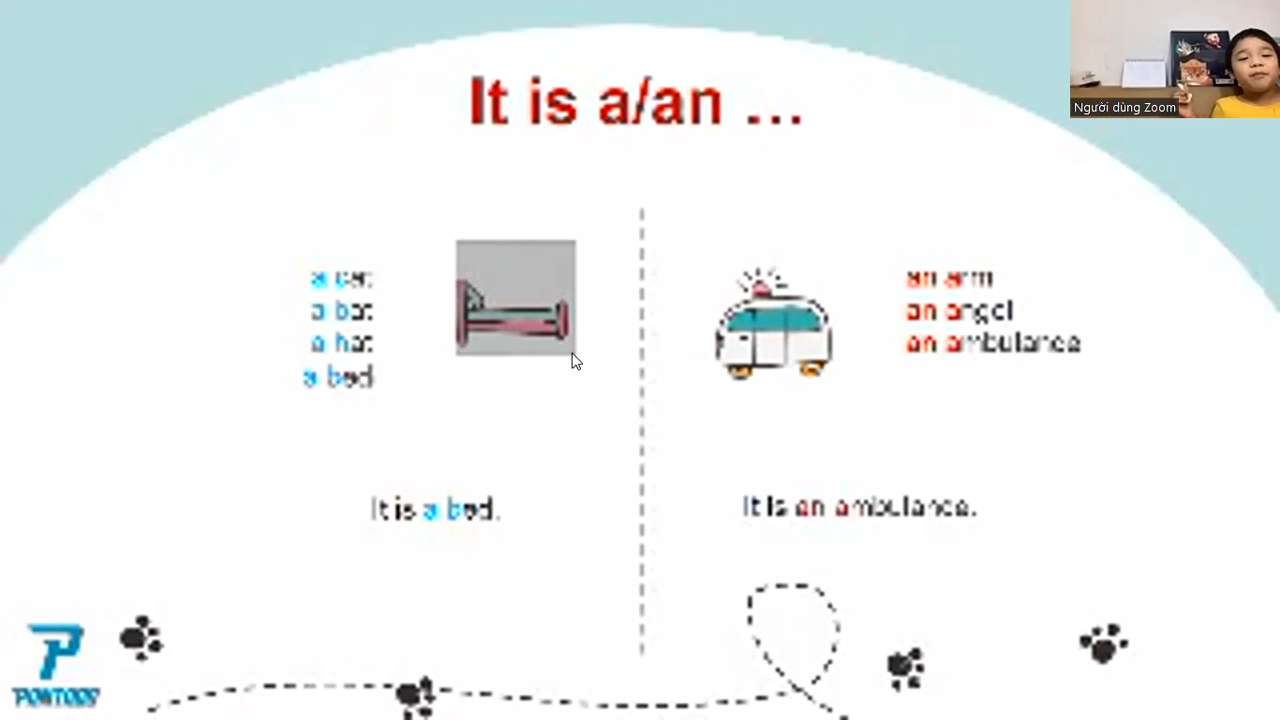 It is a/an ...
a cat
a bat
a hat
a bed
It is a bed.
an arm
an angel
an ambulance
It is an ambulance.
Người dùng Zoom